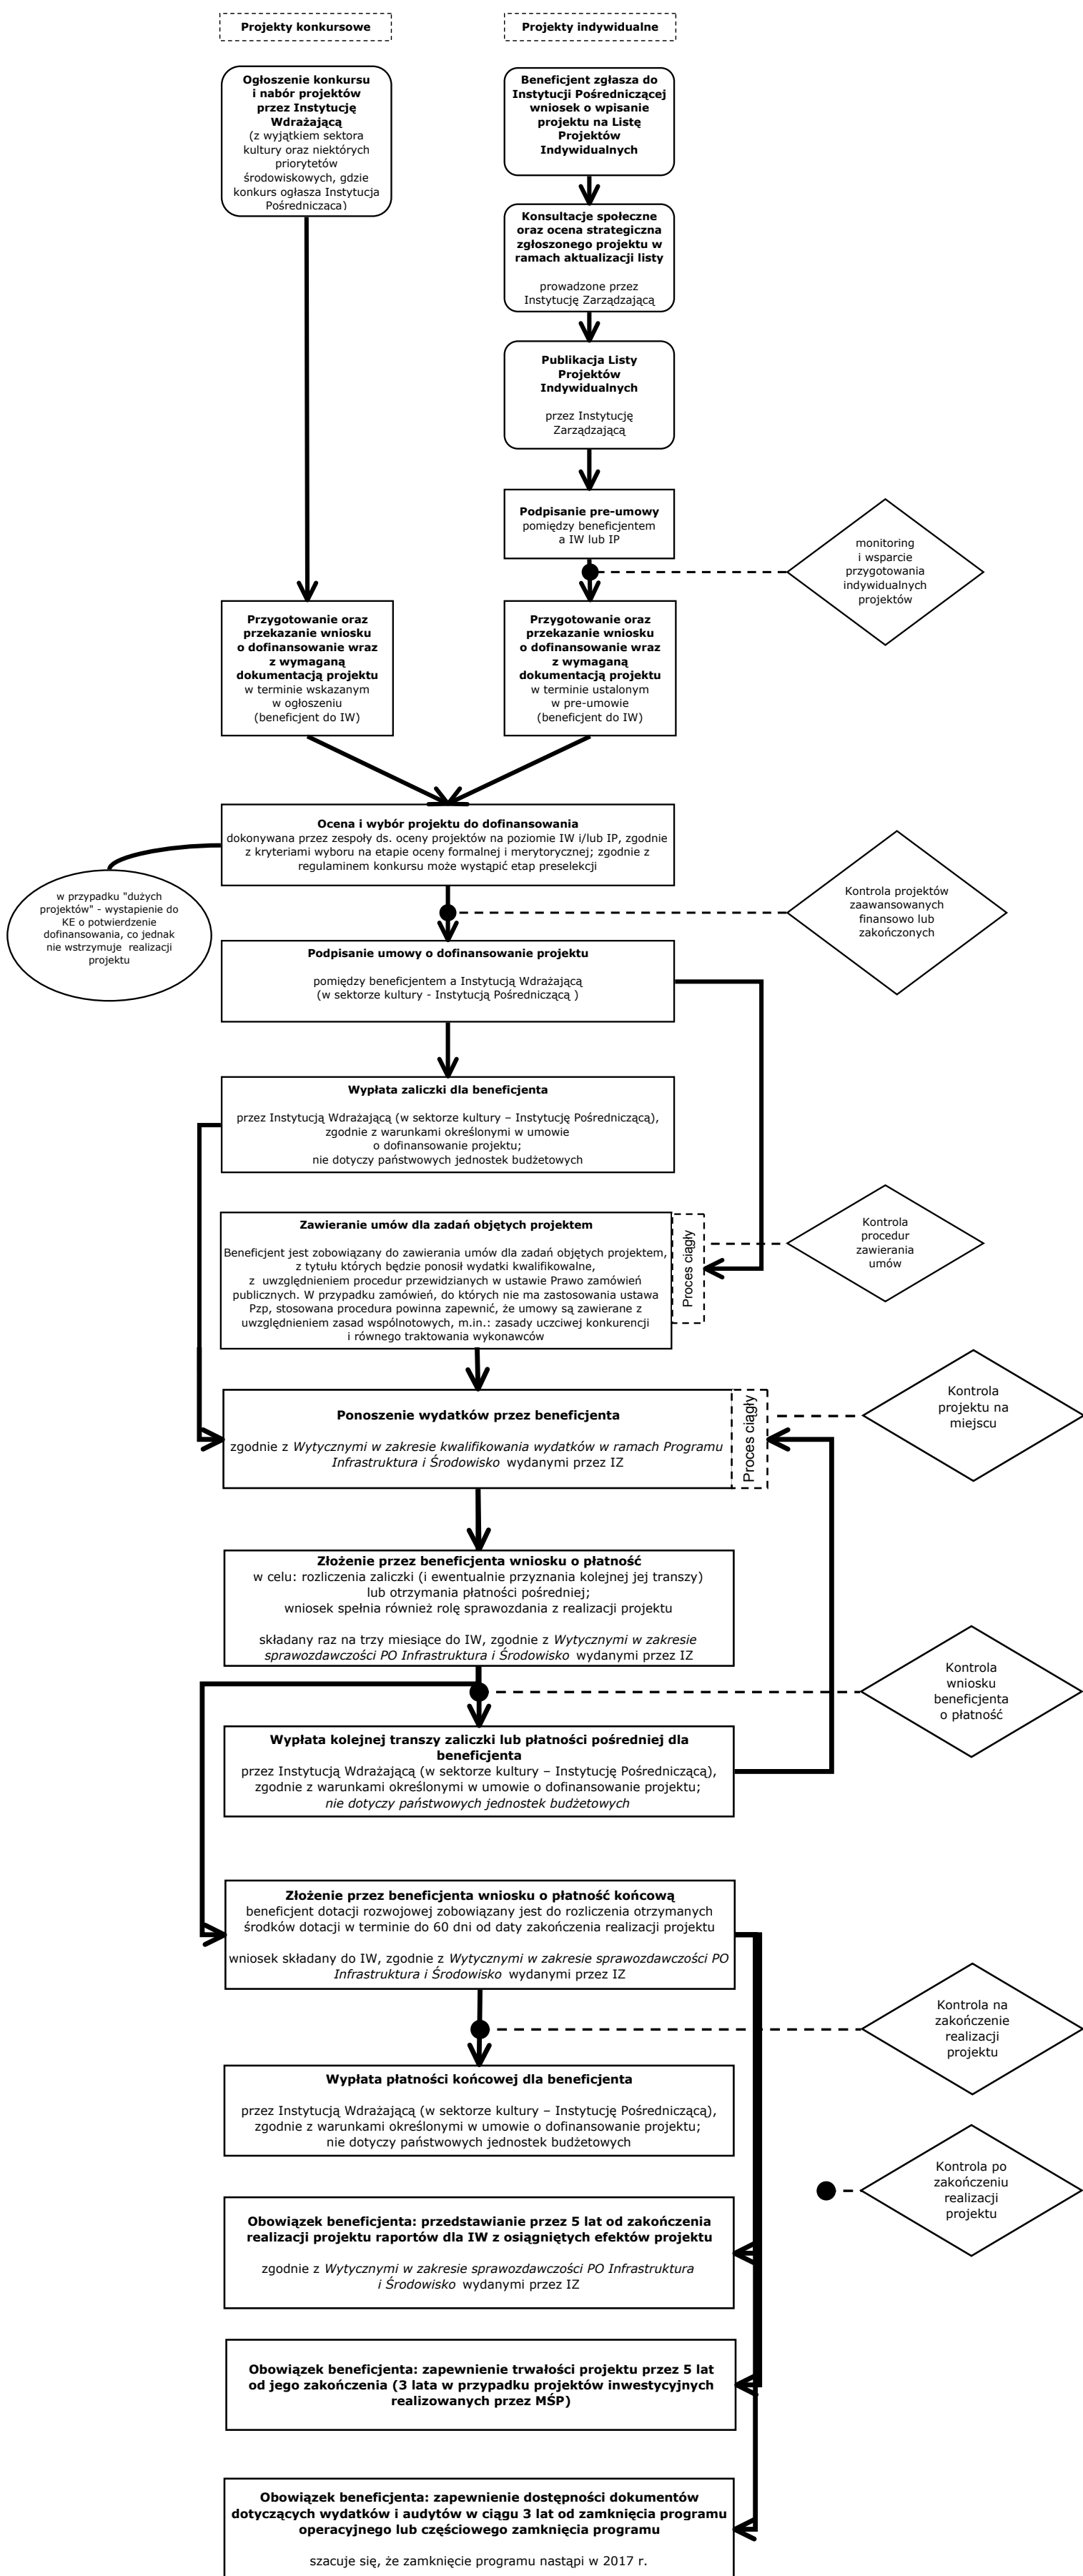 Projekty konkursowe
Projekty indywidualne
Ogłoszenie konkursu
i nabór projektów
przez Instytucję
Wdrażającą
(z wyjątkiem sektora
kultury oraz niektórych
priorytetów
środowiskowych, gdzie
konkurs ogłasza Instytucja
Pośrednicząca)
Beneficjent zgłasza do
Instytucji Pośredniczącej
wniosek o wpisanie
projektu na Listę
Projektów
Indywidualnych
Konsultacje społeczne
oraz ocena strategiczna
zgłoszonego projektu w
ramach aktualizacji listy
prowadzone przez
Instytucję Zarządzającą
Publikacja Listy
Projektów
Indywidualnych
przez Instytucję
Zarządzającą
Podpisanie pre-umowy
pomiędzy beneficjentem
a IW lub IP
monitoring
i wsparcie
przygotowania
indywidualnych
projektów
Przygotowanie oraz
przekazanie wniosku
o dofinansowanie wraz
z wymaganą
dokumentacją projektu
w terminie wskazanym
w ogłoszeniu
(beneficjent do IW)
Przygotowanie oraz
przekazanie wniosku
o dofinansowanie wraz
z wymaganą
dokumentacją projektu
w terminie ustalonym
w pre-umowie
(beneficjent do IW)
Ocena i wybór projektu do dofinansowania
dokonywana przez zespoły ds. oceny projektów na poziomie IW i/lub IP, zgodnie
z kryteriami wyboru na etapie oceny formalnej i merytorycznej; zgodnie z
regulaminem konkursu może wystąpić etap preselekcji
w przypadku "dużych
projektów" - wystąpienie do
KE o potwierdzenie
dofinansowania, co jednak
nie wstrzymuje realizacji
projektu
Kontrola projektów
zaawansowanych
finansowo lub
zakończonych
Podpisanie umowy o dofinansowanie projektu
pomiędzy beneficjentem a Instytucją Wdrażającą
(w sektorze kultury - Instytucją Pośredniczącą )
Wypłata zaliczki dla beneficjenta
przez Instytucją Wdrażającą (w sektorze kultury – Instytucję Pośredniczącą),
zgodnie z warunkami określonymi w umowie
o dofinansowanie projektu;
nie dotyczy państwowych jednostek budżetowych
Zawieranie umów dla zadań objętych projektem
Beneficjent jest zobowiązany do zawierania umów dla zadań objętych projektem,
z tytułu których będzie ponosił wydatki kwalifikowalne,
z uwzględnieniem procedur przewidzianych w ustawie Prawo zamówień
publicznych. W przypadku zamówień, do których nie ma zastosowania ustawa
Pzp, stosowana procedura powinna zapewnić, że umowy są zawierane z
uwzględnieniem zasad wspólnotowych, m.in.: zasady uczciwej konkurencji
i równego traktowania wykonawców
Proces ciągły
Kontrola
procedur
zawierania
umów
Ponoszenie wydatków przez beneficjenta
zgodnie z Wytycznymi w zakresie kwalifikowania wydatków w ramach Programu
Infrastruktura i Środowisko wydanymi przez IZ
Proces ciągły
Kontrola
projektu na
miejscu
Złożenie przez beneficjenta wniosku o płatność
w celu: rozliczenia zaliczki (i ewentualnie przyznania kolejnej jej transzy)
lub otrzymania płatności pośredniej;
wniosek spełnia również rolę sprawozdania z realizacji projektu
składany raz na trzy miesiące do IW, zgodnie z Wytycznymi w zakresie
sprawozdawczości PO Infrastruktura i Środowisko wydanymi przez IZ
Kontrola
wniosku
beneficjenta
o płatność
Wypłata kolejnej transzy zaliczki lub płatności pośredniej dla
beneficjenta
przez Instytucją Wdrażającą (w sektorze kultury – Instytucję Pośredniczącą),
zgodnie z warunkami określonymi w umowie o dofinansowanie projektu;
nie dotyczy państwowych jednostek budżetowych
Złożenie przez beneficjenta wniosku o płatność końcową
beneficjent dotacji rozwojowej zobowiązany jest do rozliczenia otrzymanych
środków dotacji w terminie do 60 dni od daty zakończenia realizacji projektu
wniosek składany do IW, zgodnie z Wytycznymi w zakresie sprawozdawczości PO
Infrastruktura i Środowisko wydanymi przez IZ
Kontrola na
zakończenie
realizacji
projektu
Wypłata płatności końcowej dla beneficjenta
przez Instytucją Wdrażającą (w sektorze kultury – Instytucję Pośredniczącą),
zgodnie z warunkami określonymi w umowie o dofinansowanie projektu;
nie dotyczy państwowych jednostek budżetowych
Kontrola po
zakończeniu
realizacji
projektu
Obowiązek beneficjenta: przedstawianie przez 5 lat od zakończenia
realizacji projektu raportów dla IW z osiągniętych efektów projektu
zgodnie z Wytycznymi w zakresie sprawozdawczości PO Infrastruktura
i Środowisko wydanymi przez IZ
Obowiązek beneficjenta: zapewnienie trwałości projektu przez 5 lat
od jego zakończenia (3 lata w przypadku projektów inwestycyjnych
realizowanych przez MŚP)
Obowiązek beneficjenta: zapewnienie dostępności dokumentów
dotyczących wydatków i audytów w ciągu 3 lat od zamknięcia programu
operacyjnego lub częściowego zamknięcia programu
szacuje się, że zamknięcie programu nastąpi w 2017 r.